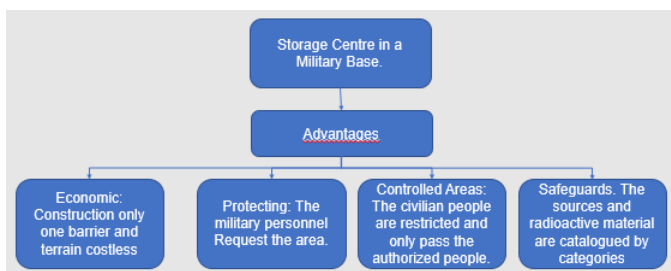 Storage Centre in a
Military Base.
Advantages
Economic:
Construction only
one barrier and
terrain costless
Protecting: The
military personnel
Request the area.
Controlled Areas:
The civilian people
are restricted and
only pass the
authorized people.
Safeguards. The
sources and
radioactive material
are catalogued by
categories